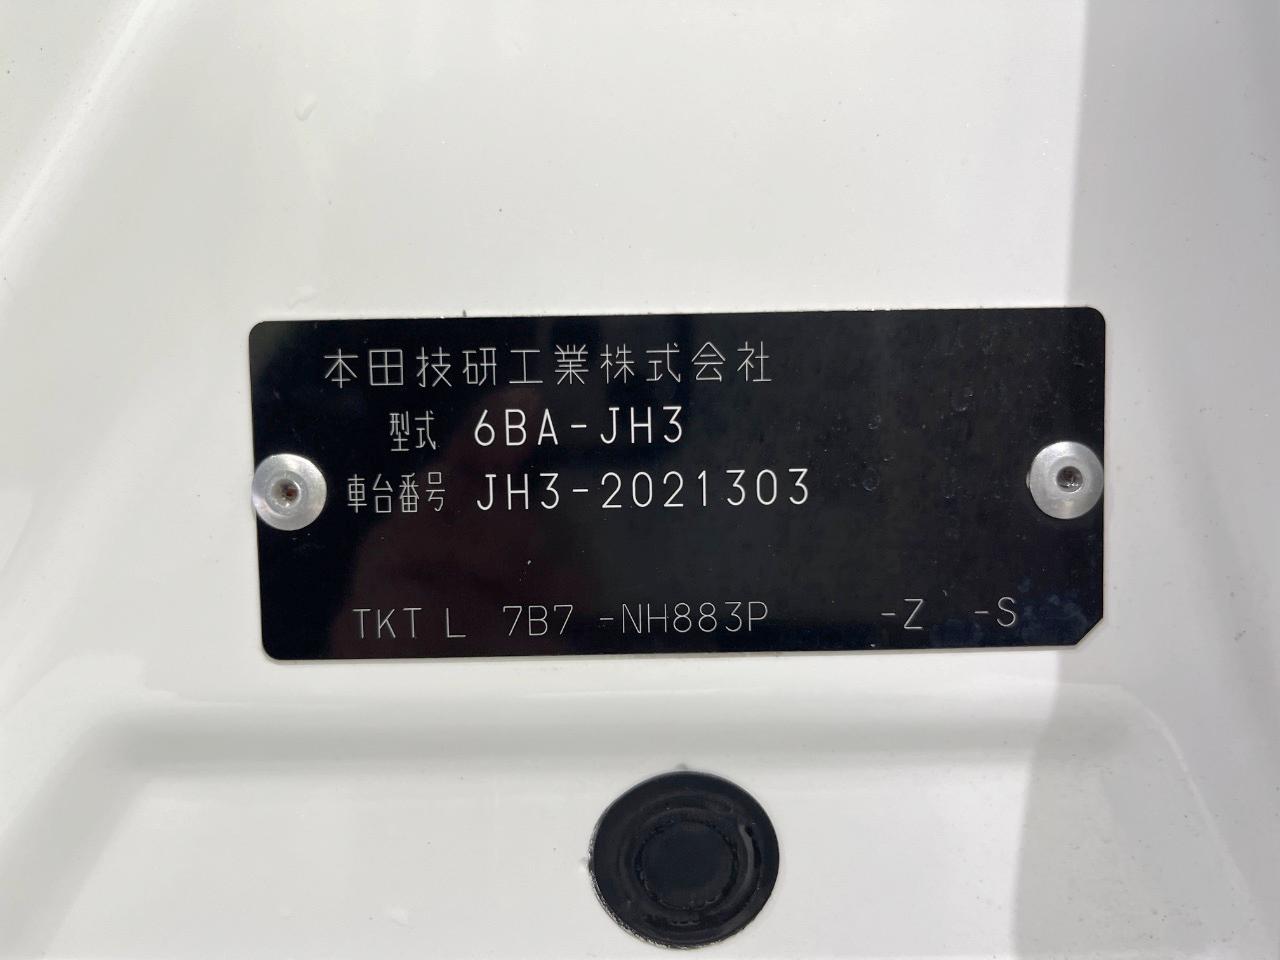 本田技研工業株式会社
型式 6BA-JH3
車台番号 JH3-2021303
TKT L 7B7 -NH883P -Z -S